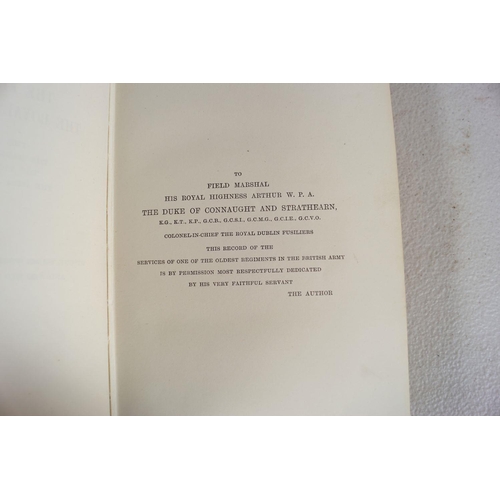 TO
FIELD MARSHAL
HIS ROYAL HIGHNESS ARTHUR W. P. A.
THE DUKE OF CONNAUGHT AND STRATHEARN,
K.G., K.T., K.P., G.C.B., G.C.S.I., G.C.M.G., G.C.I.E., G.C.V.O.
COLONEL-IN-CHIEF THE ROYAL DUBLIN FUSILIERS
THIS RECORD OF THE
SERVICES OF ONE OF THE OLDEST REGIMENTS IN THE BRITISH ARMY
IS BY PERMISSION MOST RESPECTFULLY DEDICATED
BY HIS VERY FAITHFUL SERVANT
THE AUTHOR